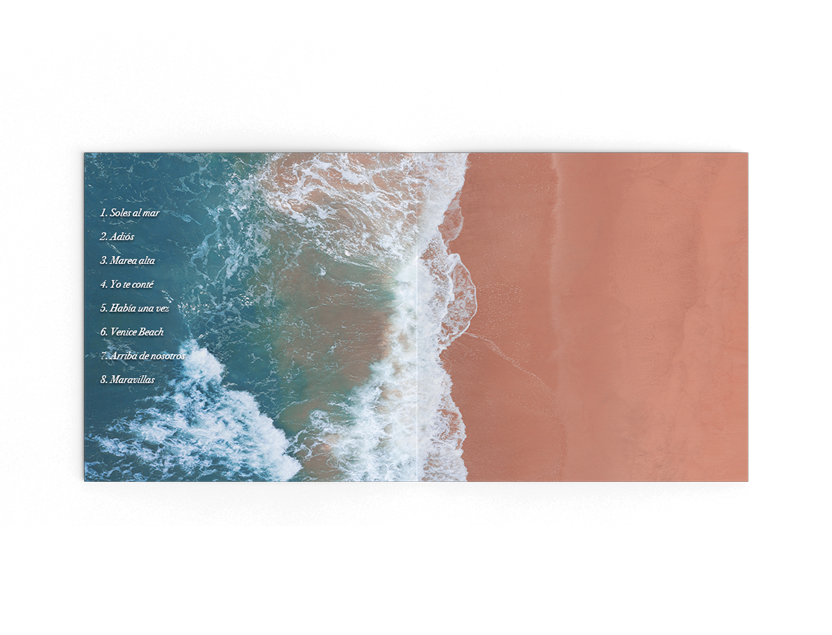 1. Soles al mar
2. Adiós
3. Marea alta
4. Yo te conté
5. Había una vez
6. Venice Beach
7. Arriba de nosotros
8. Maravillas